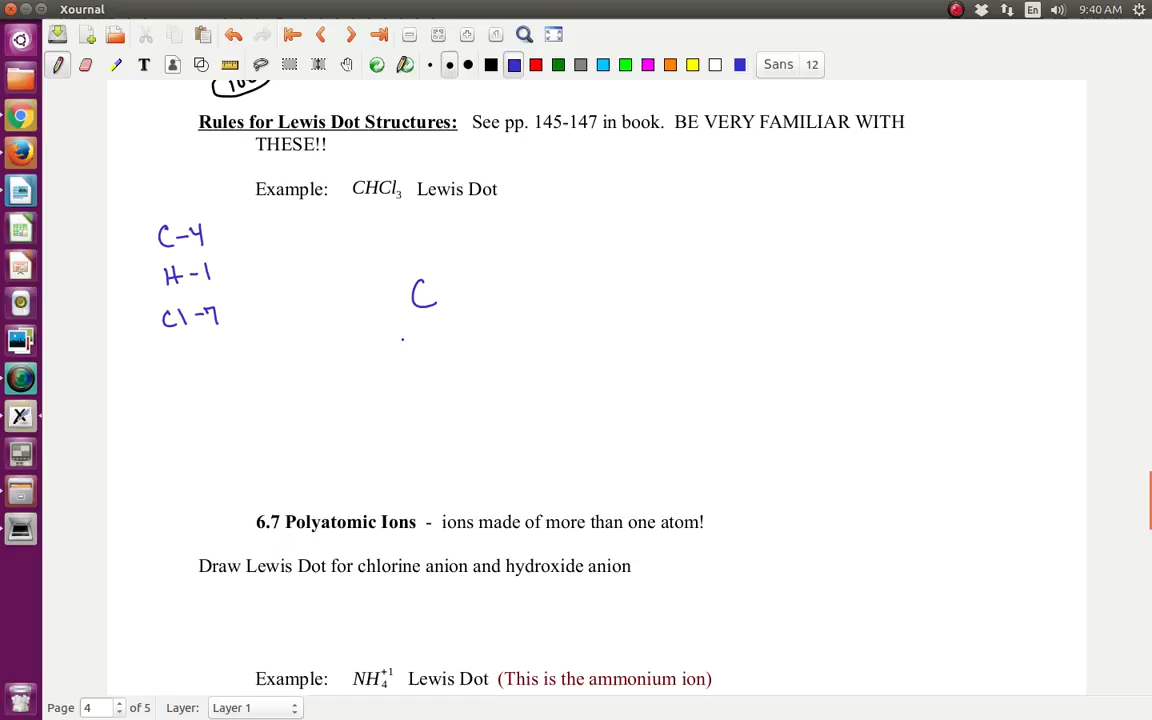 Xournal
En
9:40 AM
Sans 12
Rules for Lewis Dot Structures: See pp. 145-147 in book. BE VERY FAMILIAR WITH
THESE!!
Example: CHCl3 Lewis Dot
C-4
H-1
Cl-7
C
6.7 Polyatomic Ions - ions made of more than one atom!
Draw Lewis Dot for chlorine anion and hydroxide anion
Example: NH4+1 Lewis Dot (This is the ammonium ion)
Page 4 of 5 Layer: Layer 1